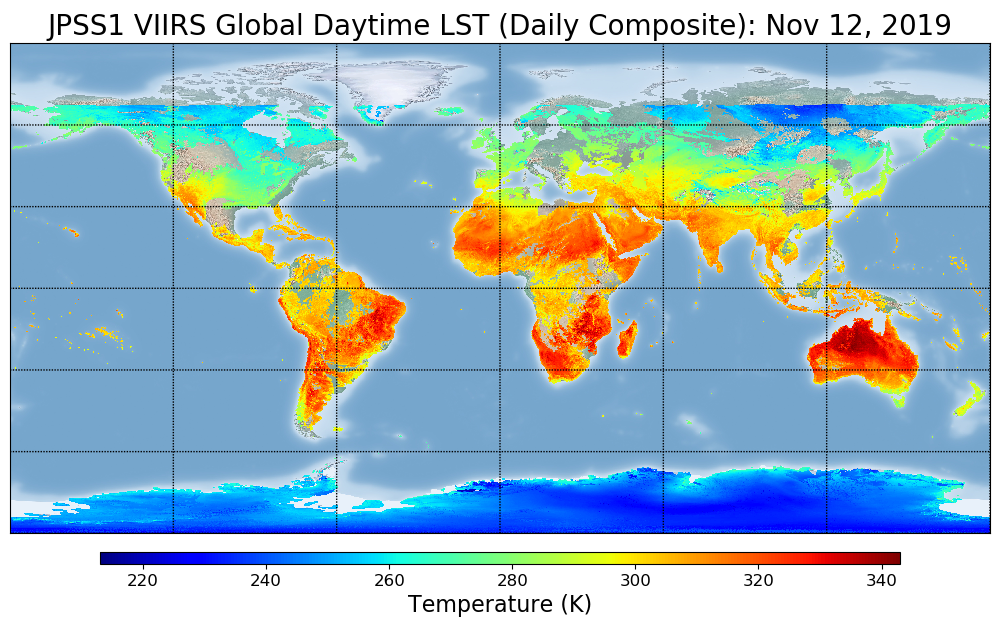 JPSS1 VIIRS Global Daytime LST (Daily Composite): Nov 12, 2019
220 240 260 280 300 320 340
Temperature (K)